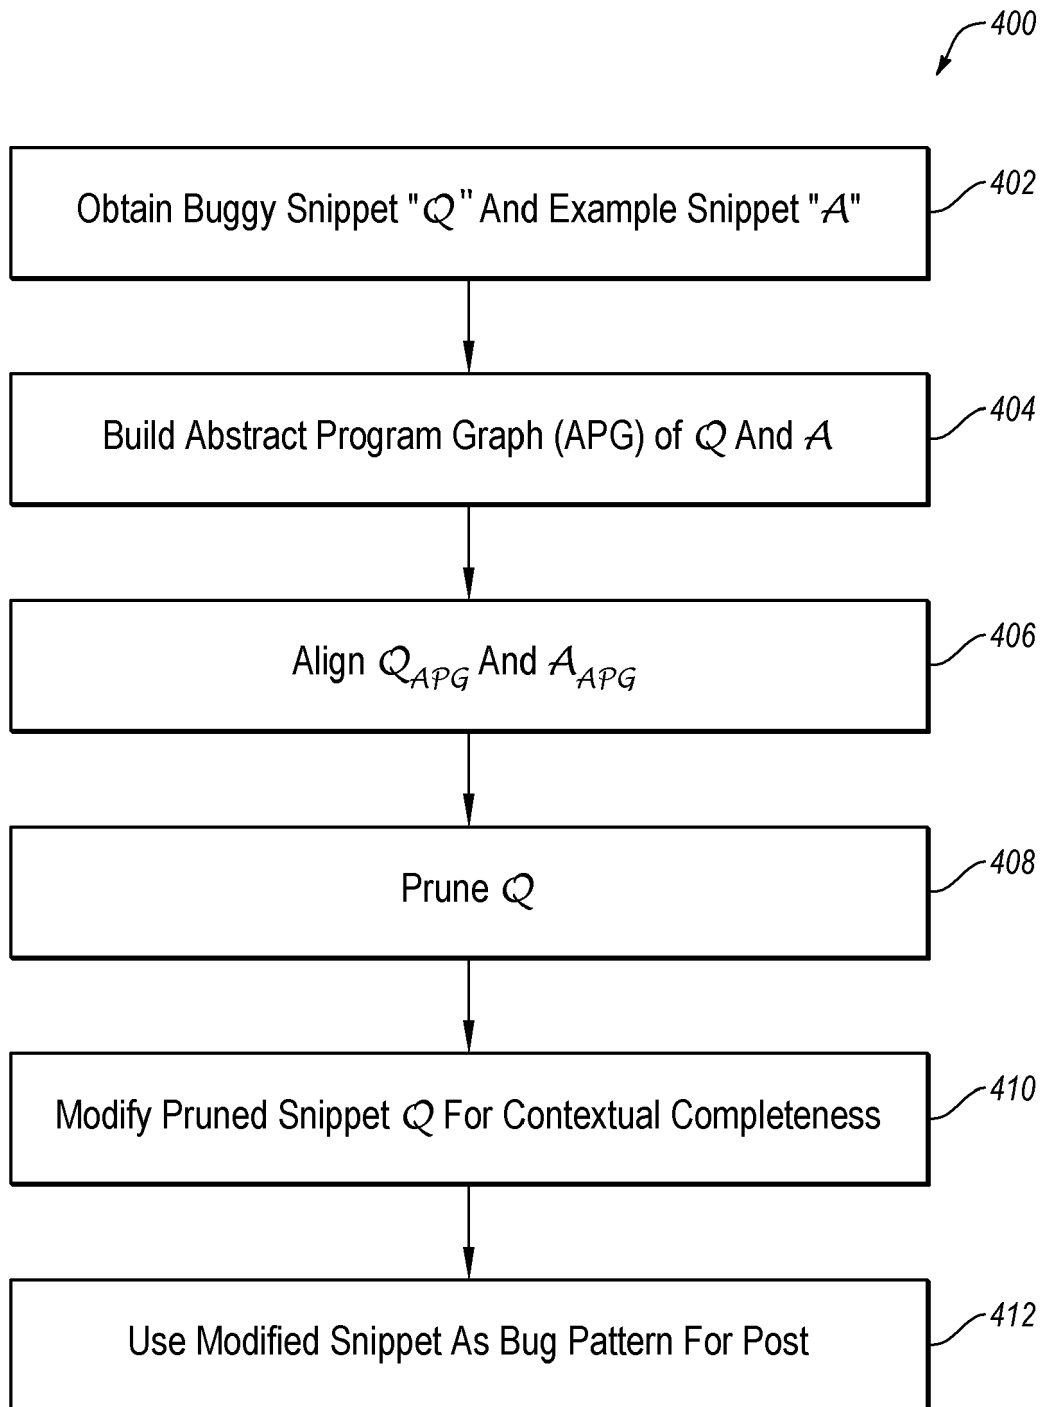 400
Obtain Buggy Snippet "𝒬" And Example Snippet "𝒜"
402
Build Abstract Program Graph (APG) of 𝒬 And 𝒜
404
Align 𝒬𝒜𝒫𝒢 And 𝒜𝒜𝒫𝒢
406
Prune 𝒬
408
Modify Pruned Snippet 𝒬 For Contextual Completeness
410
Use Modified Snippet As Bug Pattern For Post
412